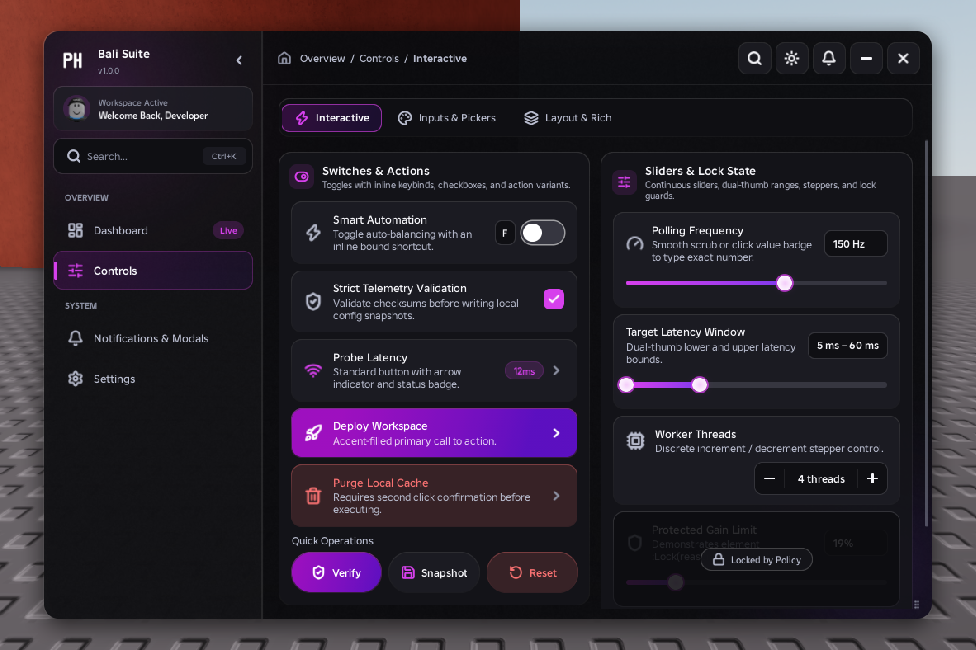 PH
Bali Suite
v1.0.0
Workspace Active
Welcome Back, Developer
Search...
Ctrl+K
OVERVIEW
Dashboard
Live
Controls
SYSTEM
Notifications & Modals
Settings
Overview / Controls / Interactive
Interactive
Inputs & Pickers
Layout & Rich
Switches & Actions
Toggles with inline keybinds, checkboxes, and action variants.
Smart Automation
Toggle auto-balancing with an
inline bound shortcut.
F
Strict Telemetry Validation
Validate checksums before writing local
config snapshots.
Probe Latency
Standard button with arrow
indicator and status badge.
12ms
Deploy Workspace
Accent-filled primary call to action.
Purge Local Cache
Requires second click confirmation before
executing.
Quick Operations
Verify
Snapshot
Reset
Sliders & Lock State
Continuous sliders, dual-thumb ranges, steppers, and lock
guards.
Polling Frequency
Smooth scrub or click value badge
to type exact number.
150 Hz
Target Latency Window
Dual-thumb lower and upper latency
bounds.
5 ms – 60 ms
Worker Threads
Discrete increment / decrement stepper control.
4 threads
Protected Gain Limit
Demonstrates element
19%
Locked by Policy